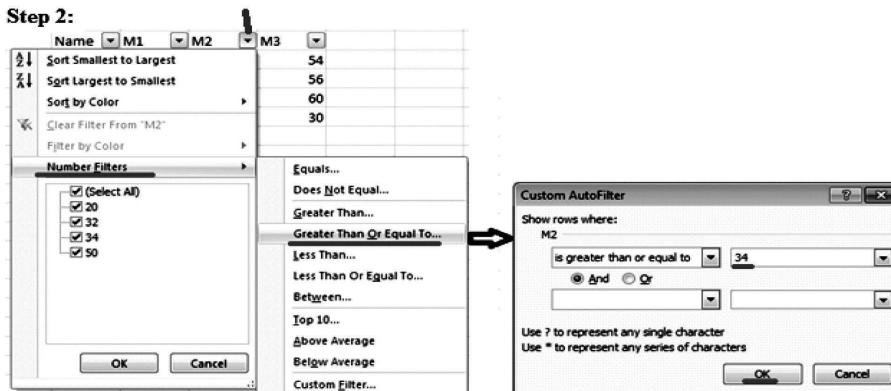 Step 2:
Name M1 M2 M3
Sort Smallest to Largest
54
Sort Largest to Smallest
56
Sort by Color
60
Clear Filter From "M2"
30
Filter by Color
Number Filters
(Select All)
20
32
34
50
OK Cancel
Equals...
Does Not Equal...
Greater Than...
Greater Than Or Equal To...
Less Than...
Less Than Or Equal To...
Between...
Top 10...
Above Average
Below Average
Custom Filter...
Custom AutoFilter
Show rows where:
M2
is greater than or equal to 34
And Or
Use ? to represent any single character
Use * to represent any series of characters
OK Cancel